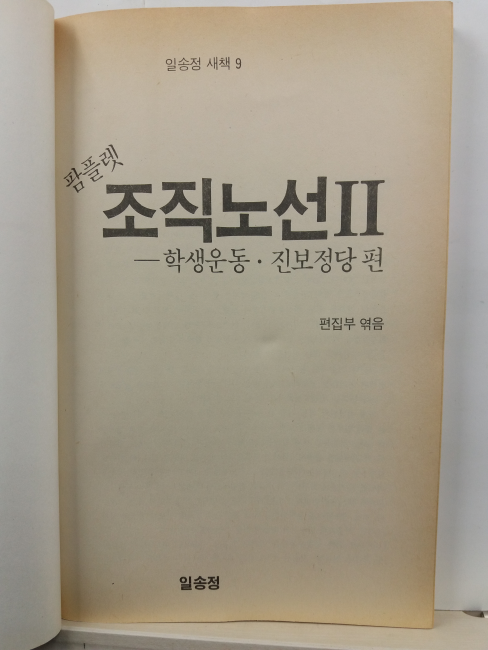 일송정 새책 9
팜플렛
조직노선II
—학생운동·진보정당 편
편집부 엮음
일송정